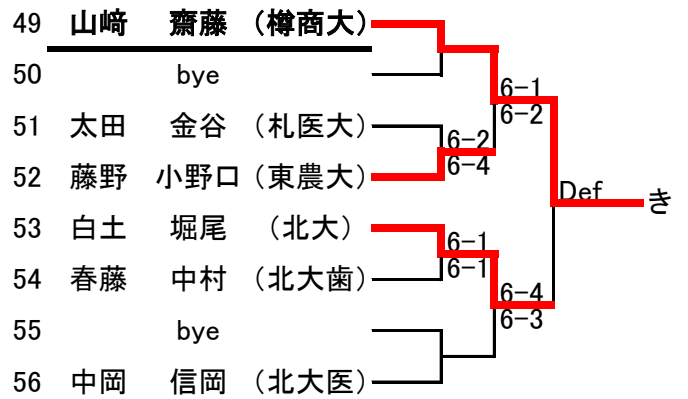 49 山﨑 齋藤 (樽商大)
50 bye
6-1
6-2
51 太田 金谷 (札医大)
6-2
6-4
52 藤野 小野口 (東農大)
Def き
53 白土 堀尾 (北大)
6-1
6-1
54 春藤 中村 (北大歯)
6-4
6-3
55 bye
56 中岡 信岡 (北大医)